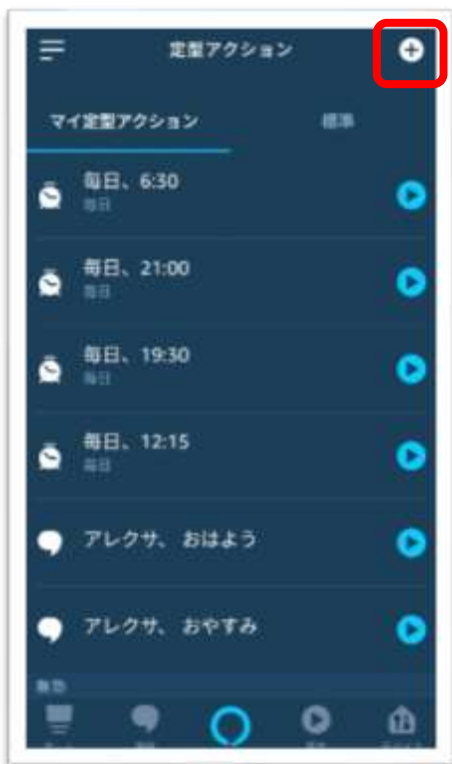 定型アクション
マイ定型アクション
標準
毎日、6:30
毎日
毎日、21:00
毎日
毎日、19:30
毎日
毎日、12:15
毎日
アレクサ、 おはよう
アレクサ、 おやすみ
無効